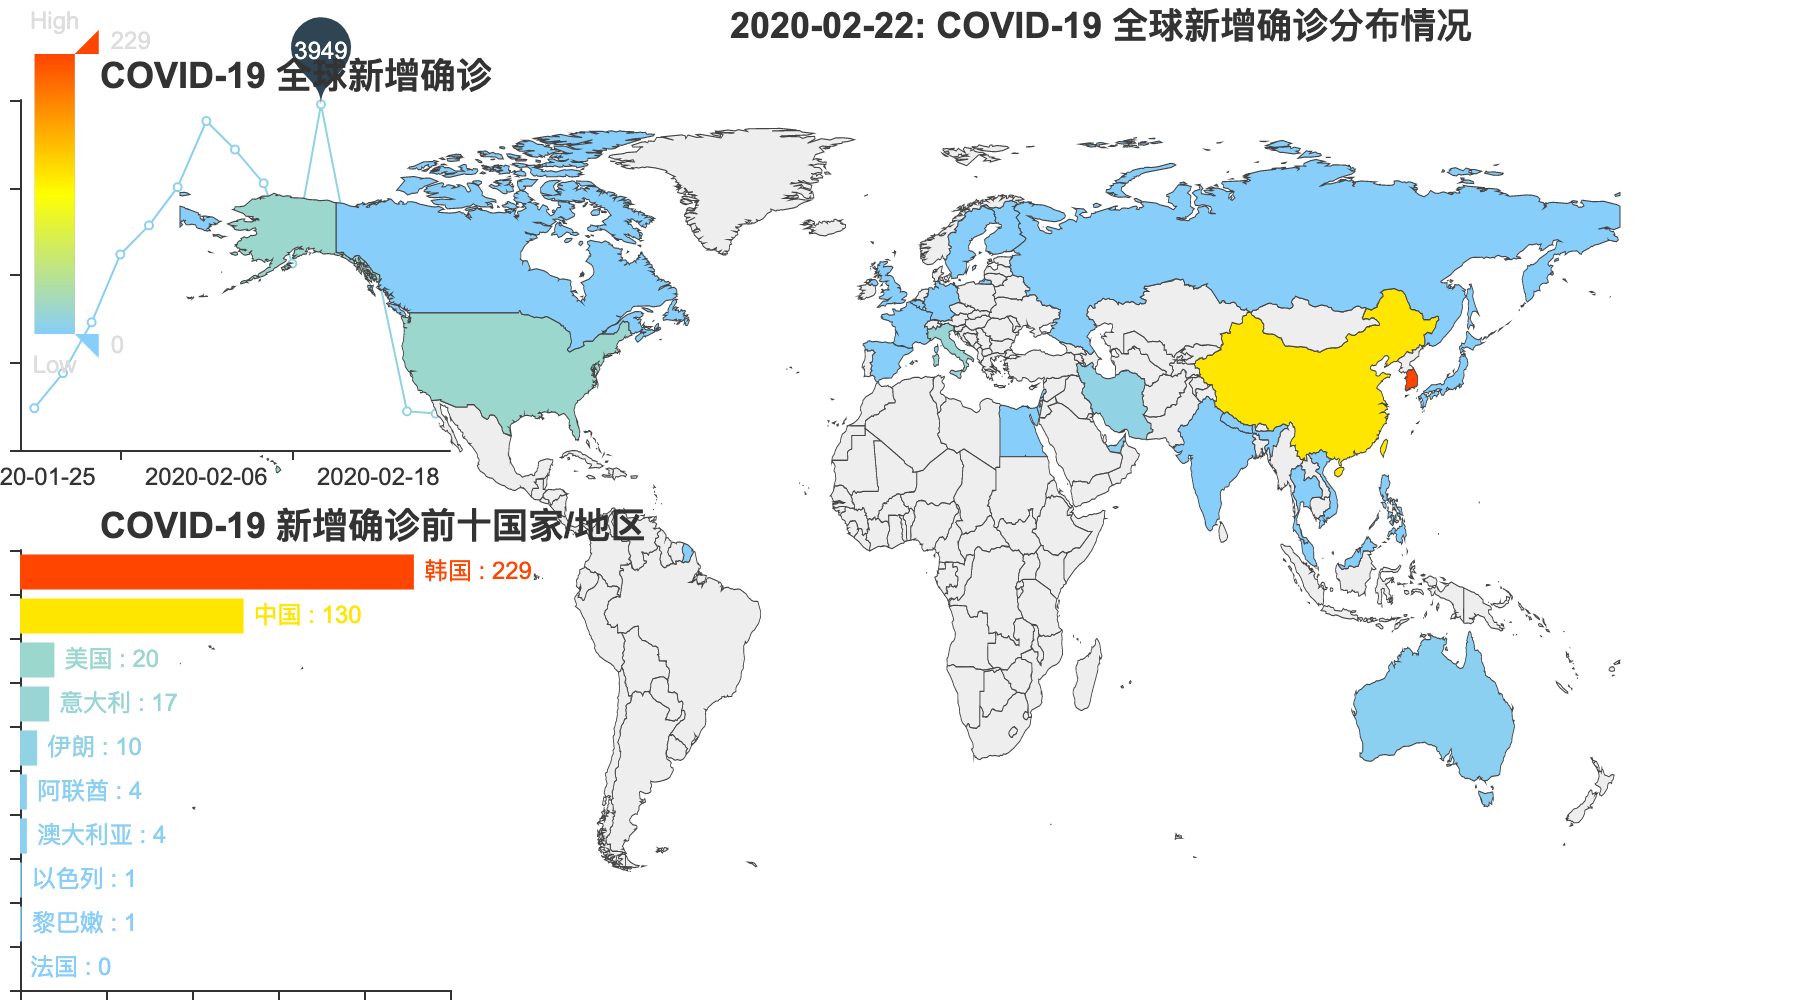 2020-02-22: COVID-19 全球新增确诊分布情况
High
229
3949
COVID-19 全球新增确诊
0
Low
20-01-25
2020-02-06
2020-02-18
COVID-19 新增确诊前十国家/地区
韩国 : 229
中国 : 130
美国 : 20
意大利 : 17
伊朗 : 10
阿联酋 : 4
澳大利亚 : 4
以色列 : 1
黎巴嫩 : 1
法国 : 0